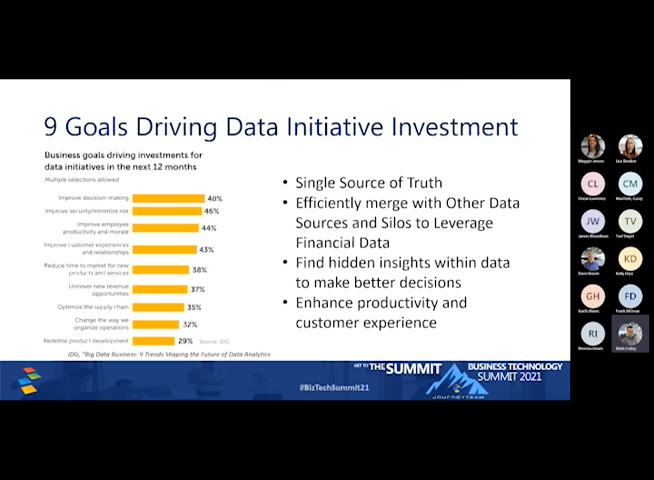 9 Goals Driving Data Initiative Investment
Business goals driving investments for
data initiatives in the next 12 months
Multiple selections allowed
Improve decision-making 48%
Improve security/minimize risk 46%
Improve employee
productivity and morale 44%
Improve customer experiences
and relationships 43%
Reduce time to market for new
products and services 38%
Uncover new revenue
opportunities 37%
Optimize the supply chain 35%
Change the way we
organize operations 32%
Redefine product development 29%
Source: IDG
IDG, "Big Data Business: 9 Trends Shaping the Future of Data Analytics
• Single Source of Truth
• Efficiently merge with Other Data
Sources and Silos to Leverage
Financial Data
• Find hidden insights within data
to make better decisions
• Enhance productivity and
customer experience
#BizTechSummit21
GET TO THE SUMMIT
BUSINESS TECHNOLOGY
SUMMIT 2021
JOURNEYTEAM
CL
CM
JW
TV
Dave Brown
KD
GH
FD
RI